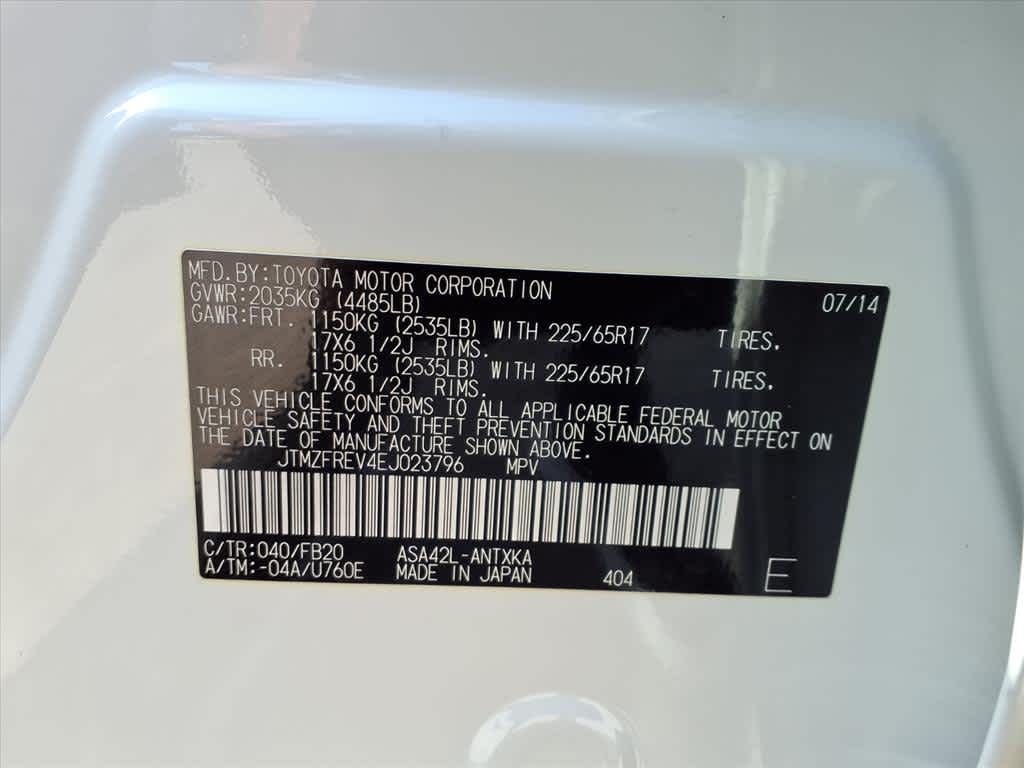 MFD.BY:TOYOTA MOTOR CORPORATION 07/14
GVWR:2035KG (4485LB)
GAWR:FRT. 1150KG (2535LB) WITH 225/65R17 TIRES.
17X6 1/2J RIMS.
RR. 1150KG (2535LB) WITH 225/65R17 TIRES.
17X6 1/2J RIMS.
THIS VEHICLE CONFORMS TO ALL APPLICABLE FEDERAL MOTOR
VEHICLE SAFETY AND THEFT PREVENTION STANDARDS IN EFFECT ON
THE DATE OF MANUFACTURE SHOWN ABOVE.
JTMZFREV4EJ023796 MPV
C/TR:040/FB20 ASA42L-ANTXKA
A/TM:-04A/U760E MADE IN JAPAN 404 E